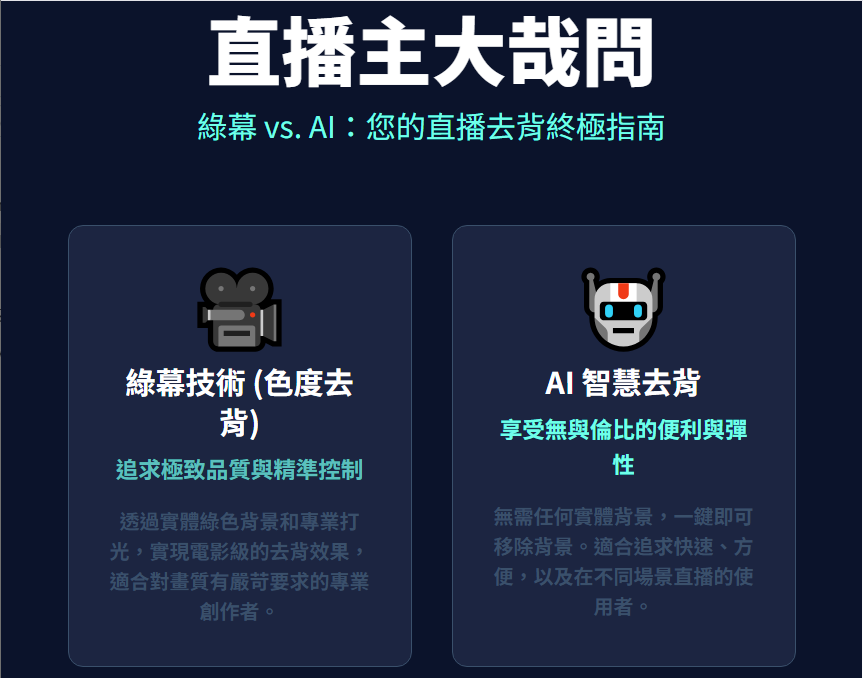 直播主大哉問
綠幕 vs. AI：您的直播去背終極指南
綠幕技術 (色度去
背)
追求極致品質與精準控制
透過實體綠色背景和專業打
光，實現電影級的去背效果，
適合對畫質有嚴苛要求的專業
創作者。
AI 智慧去背
享受無與倫比的便利與彈
性
無需任何實體背景，一鍵即可
移除背景。適合追求快速、方
便，以及在不同場景直播的使
用者。